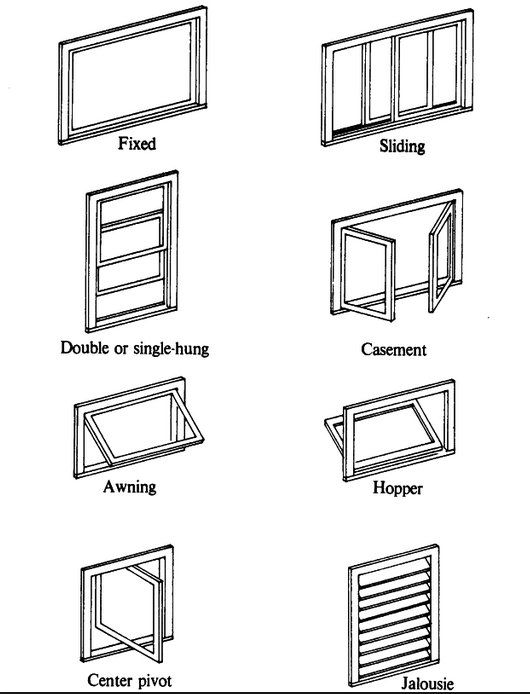 Fixed
Sliding
Double or single-hung
Casement
Awning
Hopper
Center pivot
Jalousie